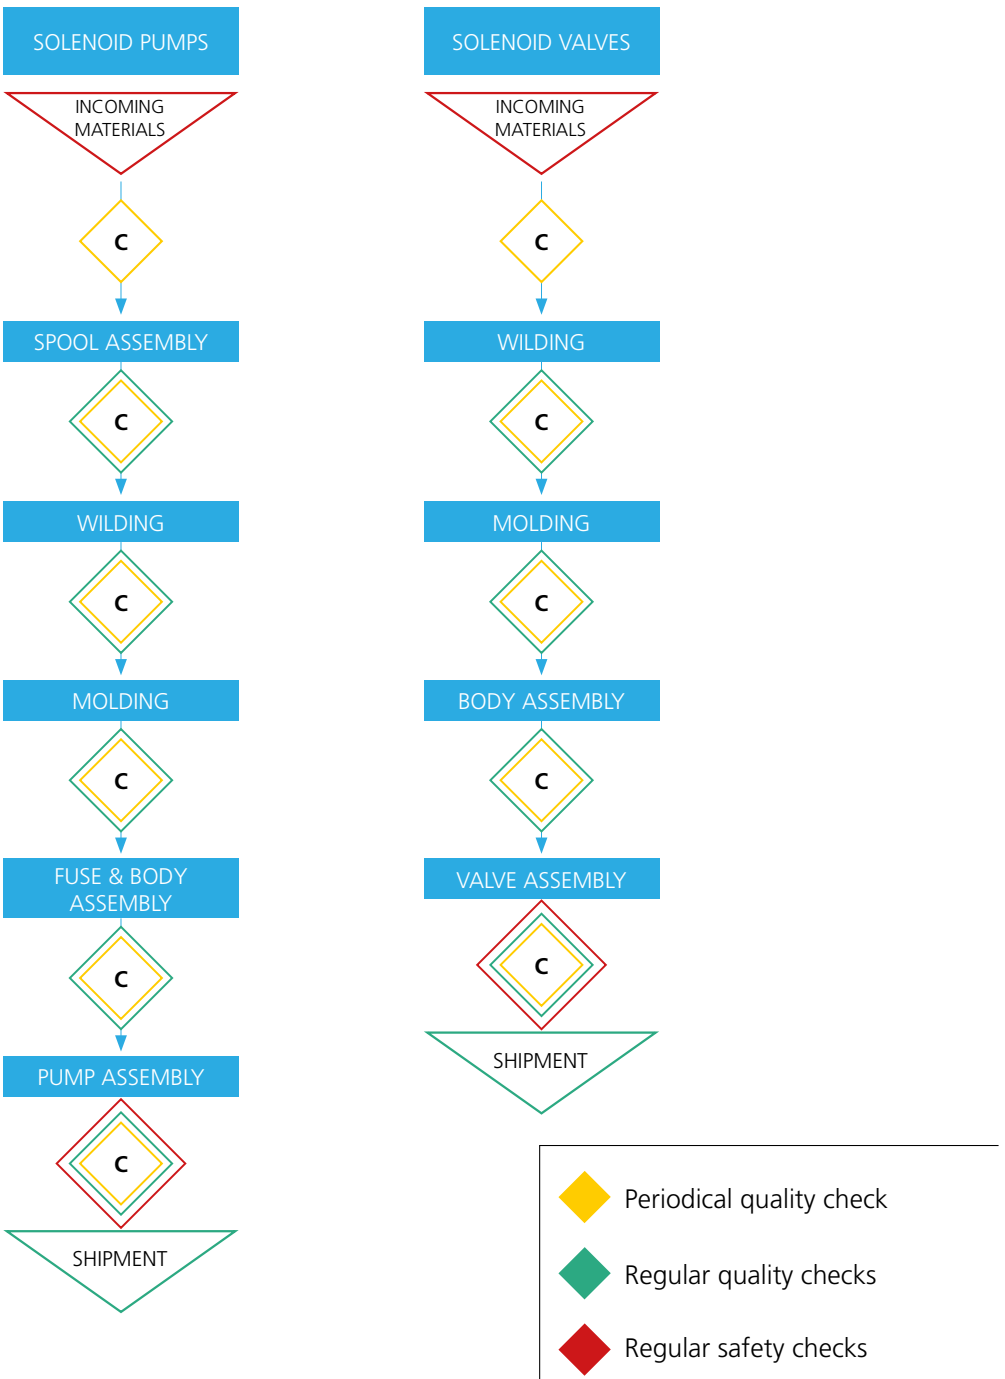 SOLENOID PUMPS
INCOMING
MATERIALS
C
SPOOL ASSEMBLY
C
WILDING
C
MOLDING
C
FUSE & BODY
ASSEMBLY
C
PUMP ASSEMBLY
C
SHIPMENT
SOLENOID VALVES
INCOMING
MATERIALS
C
WILDING
C
MOLDING
C
BODY ASSEMBLY
C
VALVE ASSEMBLY
C
SHIPMENT
Periodical quality check
Regular quality checks
Regular safety checks